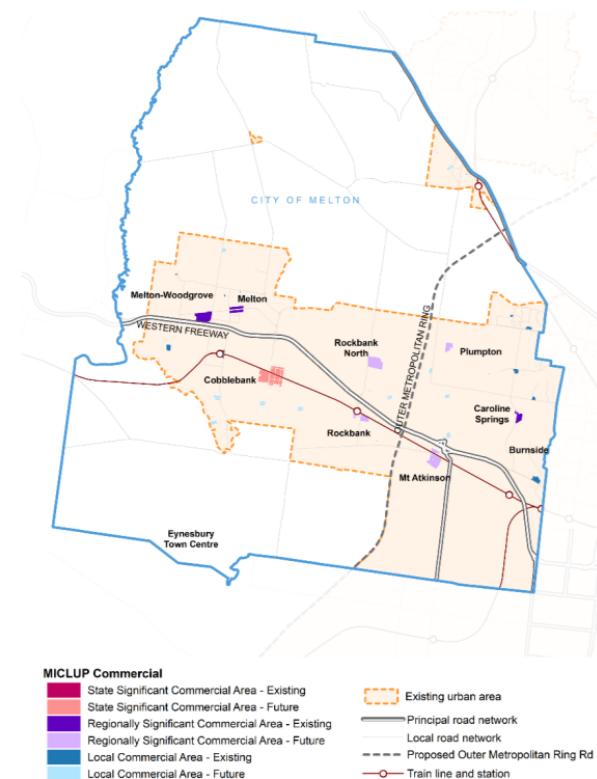 CITY OF MELTON
Melton-Woodgrove
Melton
WESTERN FREEWAY
OUTER METROPOLITAN RING
Rockbank
North
Plumpton
Cobblebank
Caroline
Springs
Rockbank
Burnside
Mt Atkinson
Eynesbury
Town Centre
MICLUP Commercial
State Significant Commercial Area - Existing
State Significant Commercial Area - Future
Regionally Significant Commercial Area - Existing
Regionally Significant Commercial Area - Future
Local Commercial Area - Existing
Local Commercial Area - Future
Existing urban area
Principal road network
Local road network
Proposed Outer Metropolitan Ring Rd
Train line and station